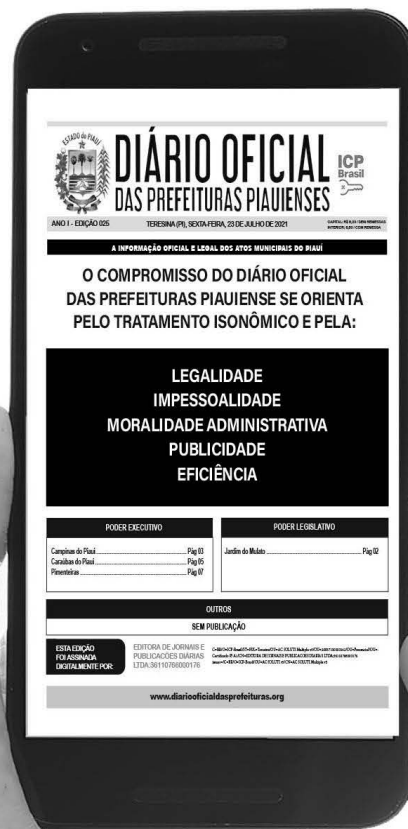 ESTADO DO PIAUÍ
DIÁRIO OFICIAL
DAS PREFEITURAS PIAUIENSES
ICP
Brasil
ANO I - EDIÇÃO 025
TERESINA (PI), SEXTA-FEIRA, 23 DE JULHO DE 2021
A INFORMAÇÃO OFICIAL E LEGAL DOS ATOS MUNICIPAIS DO PIAUÍ
O COMPROMISSO DO DIÁRIO OFICIAL
DAS PREFEITURAS PIAUIENSE SE ORIENTA
PELO TRATAMENTO ISONÔMICO E PELA:
LEGALIDADE
IMPESSOALIDADE
MORALIDADE ADMINISTRATIVA
PUBLICIDADE
EFICIÊNCIA
PODER EXECUTIVO
Campinas do Piauí ........ Pág 03
Caraúbas do Piauí ........ Pág 05
Pimenteiras ........ Pág 07
PODER LEGISLATIVO
Jardim do Mulato ........ Pág 02
OUTROS
SEM PUBLICAÇÃO
ESTA EDIÇÃO
FOI ASSINADA
DIGITALMENTE POR:
EDITORA DE JORNAIS E
PUBLICACOES DIÁRIAS
LTDA:36110766000176
www.diariooficialdasprefeituras.org